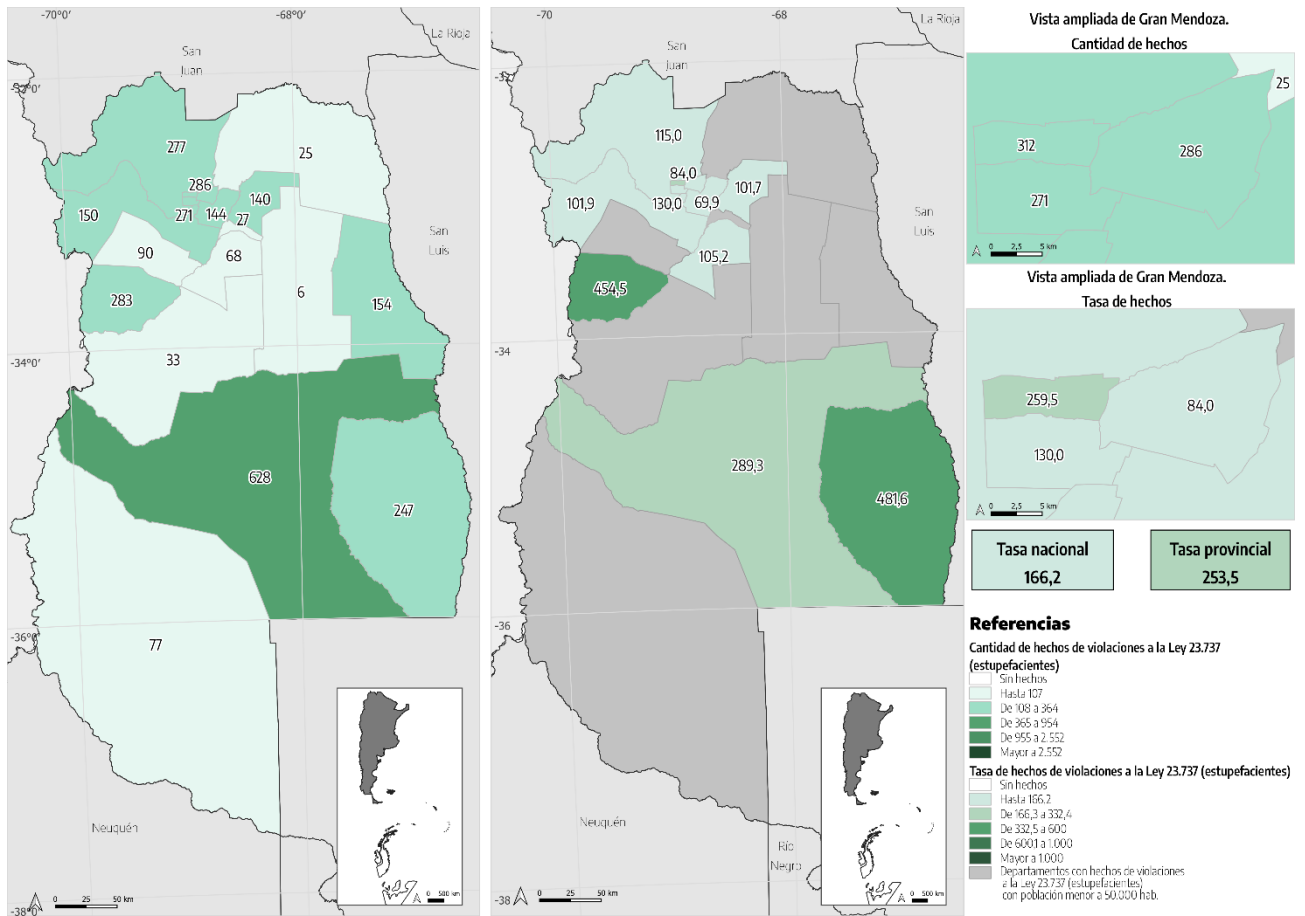 -70°0'
-68°0'
La Rioja
San
Juan
277
25
286
140
150
271
144
27
90
68
San
Luis
283
6
154
-34°0'
33
628
247
-36°0'
77
Neuquén
0 500 km
0 25 50 km
-38°0'
-70
-68
La Rioja
San
Juan
115,0
84,0
101,7
101,9
130,0
69,9
San
Luis
105,2
454,5
-34
289,3
481,6
-36
Neuquén
Río
Negro
0 500 km
0 25 50 km
-38
Vista ampliada de Gran Mendoza.
Cantidad de hechos
25
312
286
271
0 2,5 5 km
Vista ampliada de Gran Mendoza.
Tasa de hechos
259,5
84,0
130,0
0 2,5 5 km
Tasa nacional
166,2
Tasa provincial
253,5
Referencias
Cantidad de hechos de violaciones a la Ley 23.737
(estupefacientes)
Sin hechos
Hasta 107
De 108 a 364
De 365 a 954
De 955 a 2.552
Mayor a 2.552
Tasa de hechos de violaciones a la Ley 23.737 (estupefacientes)
Sin hechos
Hasta 166,2
De 166,3 a 332,4
De 332,5 a 600
De 600,1 a 1.000
Mayor a 1.000
Departamentos con hechos de violaciones
a la Ley 23.737 (estupefacientes)
con población menor a 50.000 hab.